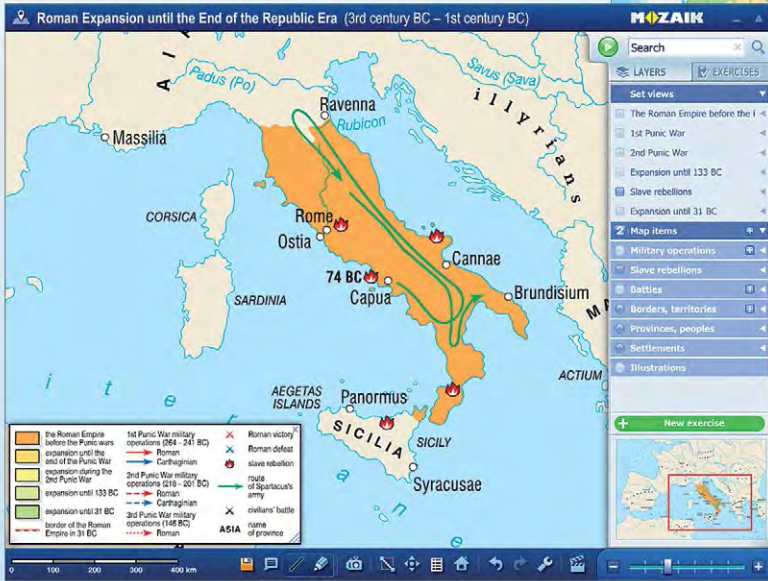 Roman Expansion until the End of the Republic Era (3rd century BC – 1st century BC)
MOZAIK
Search
LAYERS
EXERCISES
Set views
The Roman Empire before the
1st Punic War
2nd Punic War
Expansion until 133 BC
Slave rebellions
Expansion until 31 BC
Map items
Military operations
Slave rebellions
Battles
Borders, territories
Provinces, peoples
Settlements
Illustrations
New exercise
Padus (Po)
Savus (Sava)
illyrians
Ravenna
Rubicon
Massilia
CORSICA
Rome
Ostia
Cannae
74 BC
Capua
Brundisium
SARDINIA
MA
ACTIUM
AEGETAS
ISLANDS
Panormus
SICILIA
SICILY
Syracusae
the Roman Empire
before the Punic wars
expansion until the
end of the Punic War
expansion during the
2nd Punic War
expansion until 133 BC
expansion until 31 BC
border of the Roman
Empire in 31 BC
1st Punic War military
operations (264 - 241 BC)
Roman
Carthaginian
2nd Punic War military
operations (218 - 201 BC)
Roman
Carthaginian
3rd Punic War military
operations (146 BC)
Roman
Roman victory
Roman defeat
slave rebellion
route
of Spartacus's
army
civilians' battle
ASIA
name
of province
0 100 200 300 400 km